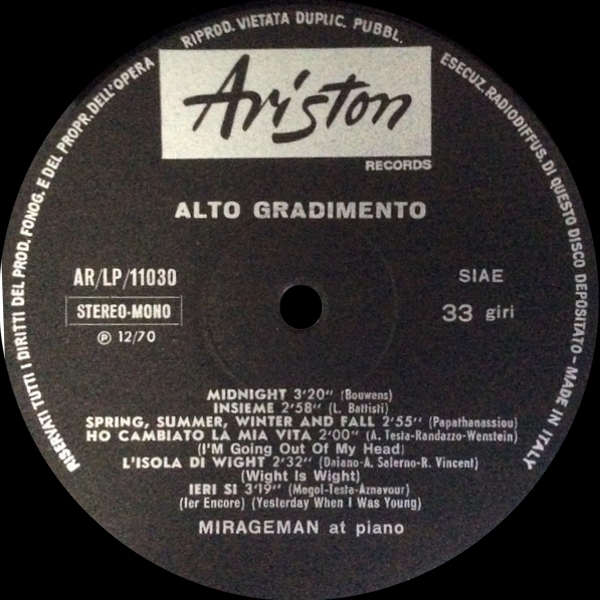 RISERVATI TUTTI I DIRITTI DEL PROD. FONOG. E DEL PROPR. DELL'OPERA RIPROD. VIETATA DUPLIC. PUBBL. ESECUZ. RADIODIFFUS. DI QUESTO DISCO DEPOSITATO - MADE IN ITALY
Ariston
RECORDS
ALTO GRADIMENTO
AR/LP/11030
STEREO-MONO
Ⓟ 12/70
SIAE
33 giri
MIDNIGHT 3'20'' (Bouwens)
INSIEME 2'58'' (L. Battisti)
SPRING, SUMMER, WINTER AND FALL 2'55'' (Papathanassiou)
HO CAMBIATO LA MIA VITA 2'00'' (A. Testa-Randazzo-Wenstein)
(I'M Going Out Of My Head)
L'ISOLA DI WIGHT 2'32'' (Daiano-A. Salerno-R. Vincent)
(Wight Is Wight)
IERI SI 3'19'' (Mogol-Testa-Aznavour)
(Ier Encore) (Yesterday When I Was Young)
MIRAGEMAN at piano